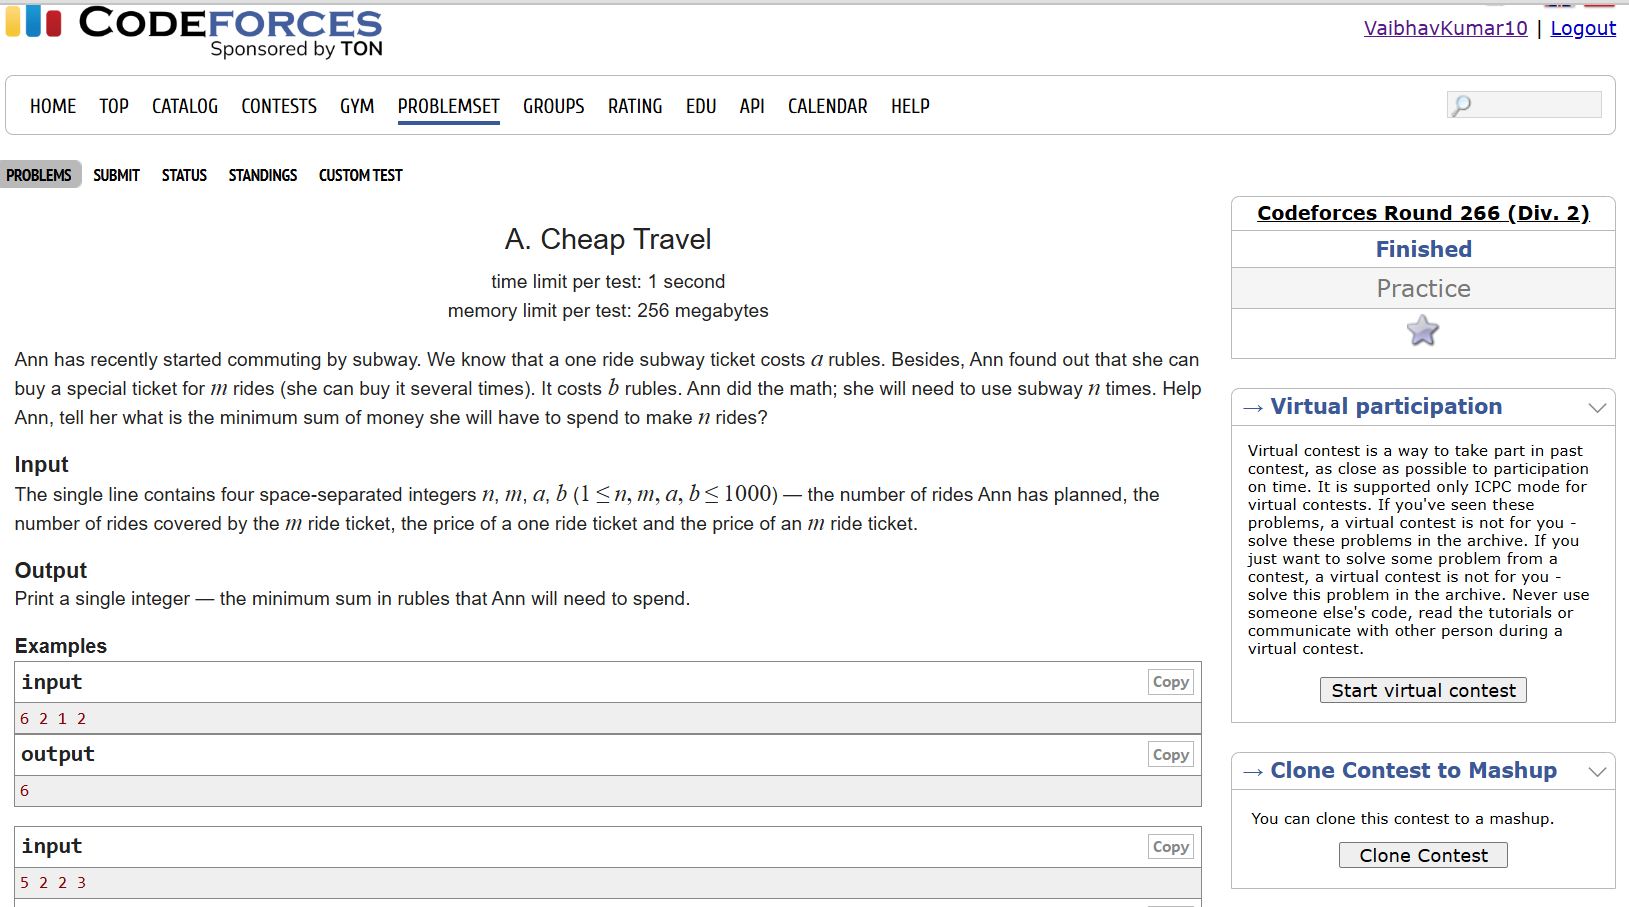 CODEFORCES
Sponsored by TON
VaibhavKumar10 | Logout
HOME TOP CATALOG CONTESTS GYM PROBLEMSET GROUPS RATING EDU API CALENDAR HELP
PROBLEMS SUBMIT STATUS STANDINGS CUSTOM TEST
A. Cheap Travel
time limit per test: 1 second
memory limit per test: 256 megabytes
Ann has recently started commuting by subway. We know that a one ride subway ticket costs a rubles. Besides, Ann found out that she can
buy a special ticket for m rides (she can buy it several times). It costs b rubles. Ann did the math; she will need to use subway n times. Help
Ann, tell her what is the minimum sum of money she will have to spend to make n rides?
Input
The single line contains four space-separated integers n, m, a, b (1 ≤ n, m, a, b ≤ 1000) — the number of rides Ann has planned, the
number of rides covered by the m ride ticket, the price of a one ride ticket and the price of an m ride ticket.
Output
Print a single integer — the minimum sum in rubles that Ann will need to spend.
Examples
input
Copy
6 2 1 2
output
Copy
6
input
Copy
5 2 2 3
Codeforces Round 266 (Div. 2)
Finished
Practice
→ Virtual participation
Virtual contest is a way to take part in past
contest, as close as possible to participation
on time. It is supported only ICPC mode for
virtual contests. If you've seen these
problems, a virtual contest is not for you -
solve these problems in the archive. If you
just want to solve some problem from a
contest, a virtual contest is not for you -
solve this problem in the archive. Never use
someone else's code, read the tutorials or
communicate with other person during a
virtual contest.
Start virtual contest
→ Clone Contest to Mashup
You can clone this contest to a mashup.
Clone Contest